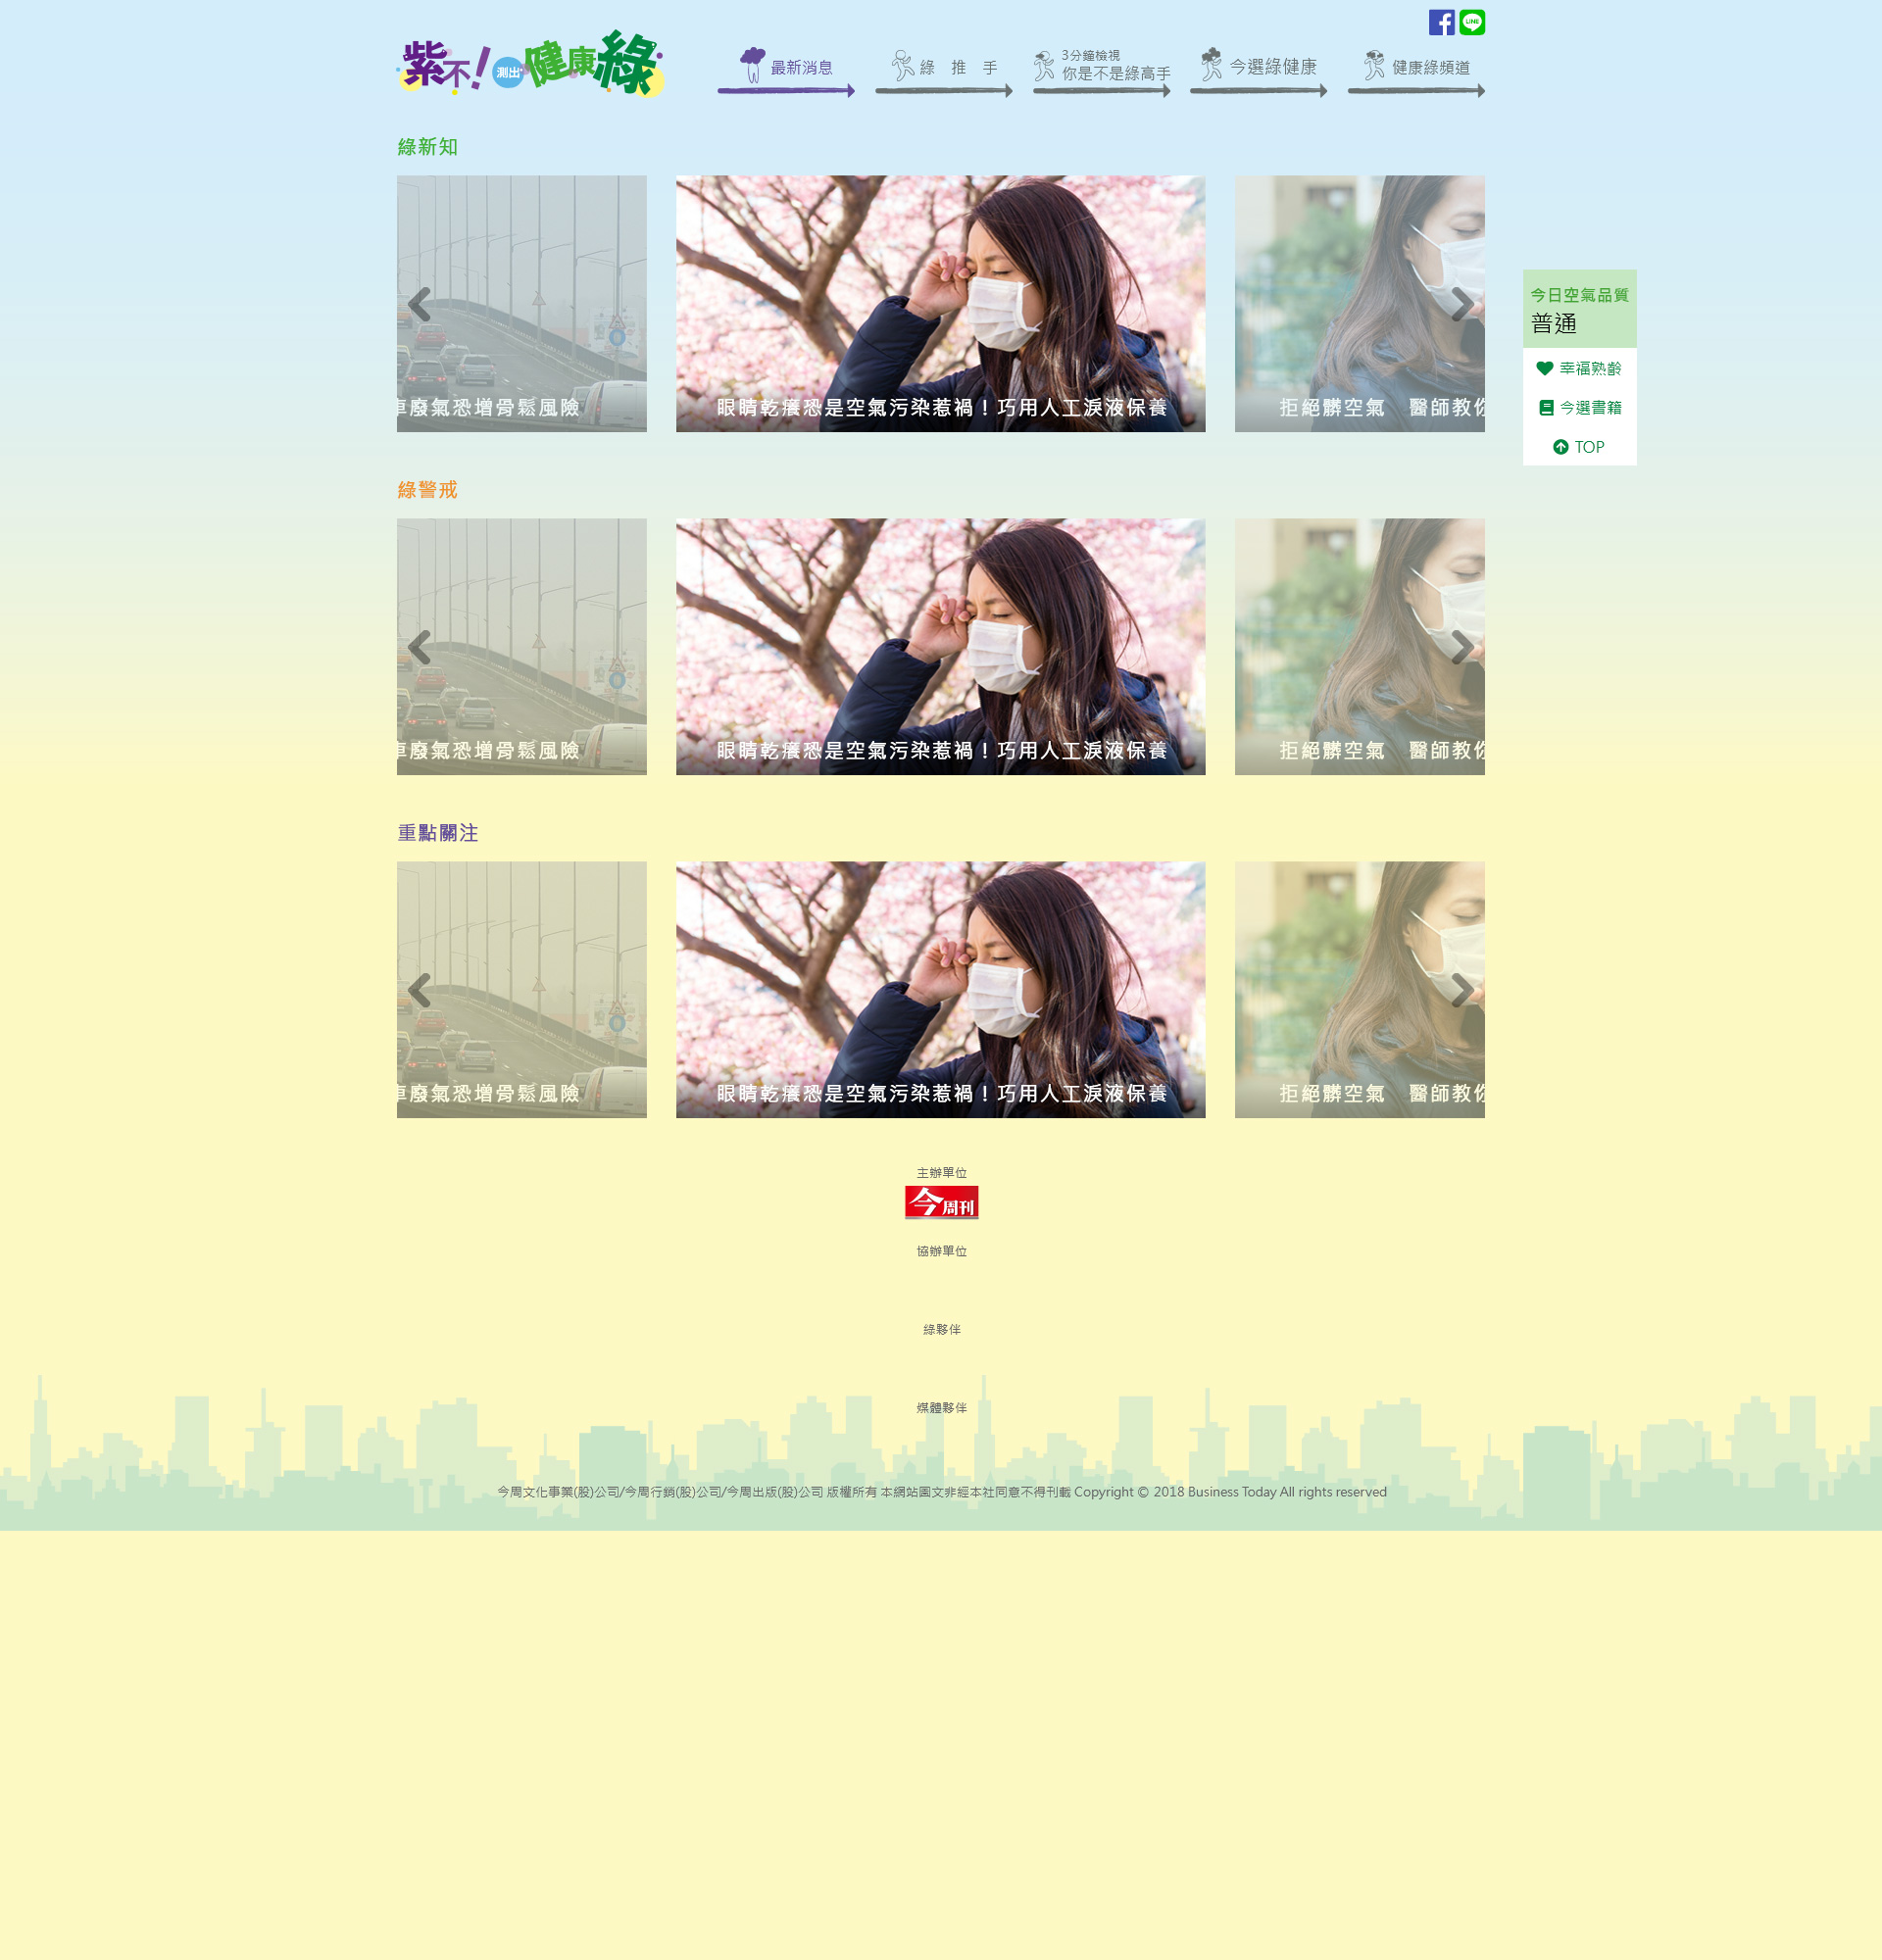 紫不!測出健康綠
最新消息
綠 推 手
3分鐘檢視
你是不是綠高手
今選綠健康
健康綠頻道
綠新知
車廢氣恐增骨鬆風險
眼睛乾癢恐是空氣污染惹禍！巧用人工淚液保養
拒絕髒空氣 醫師教你
今日空氣品質
普通
幸福熟齡
今選書籍
TOP
綠警戒
車廢氣恐增骨鬆風險
眼睛乾癢恐是空氣污染惹禍！巧用人工淚液保養
拒絕髒空氣 醫師教你
重點關注
車廢氣恐增骨鬆風險
眼睛乾癢恐是空氣污染惹禍！巧用人工淚液保養
拒絕髒空氣 醫師教你
主辦單位
今周刊
協辦單位
綠夥伴
媒體夥伴
今周文化事業(股)公司/今周行銷(股)公司/今周出版(股)公司 版權所有 本網站圖文非經本社同意不得刊載 Copyright © 2018 Business Today All rights reserved